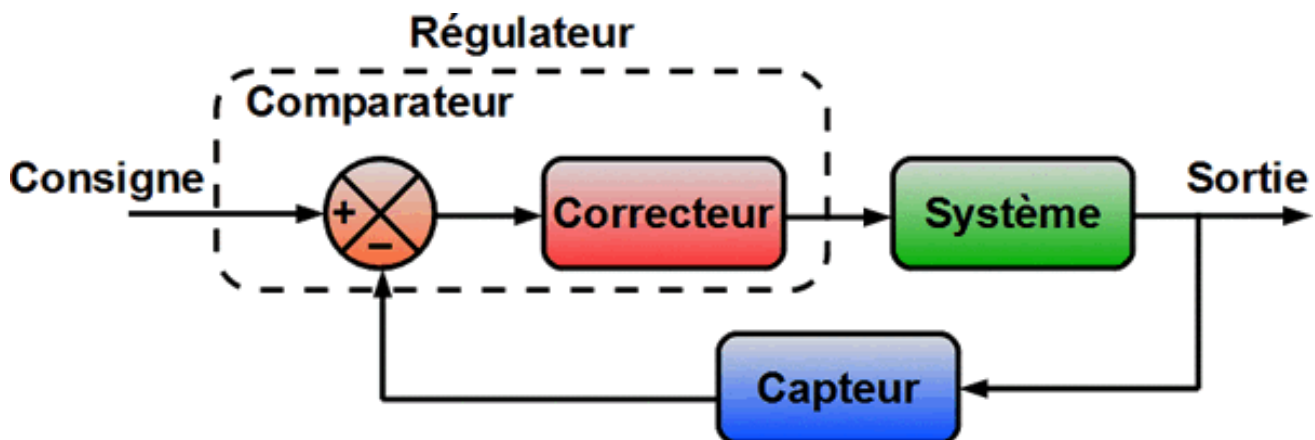 Régulateur
Comparateur
Consigne
+
−
Correcteur
Système
Sortie
Capteur